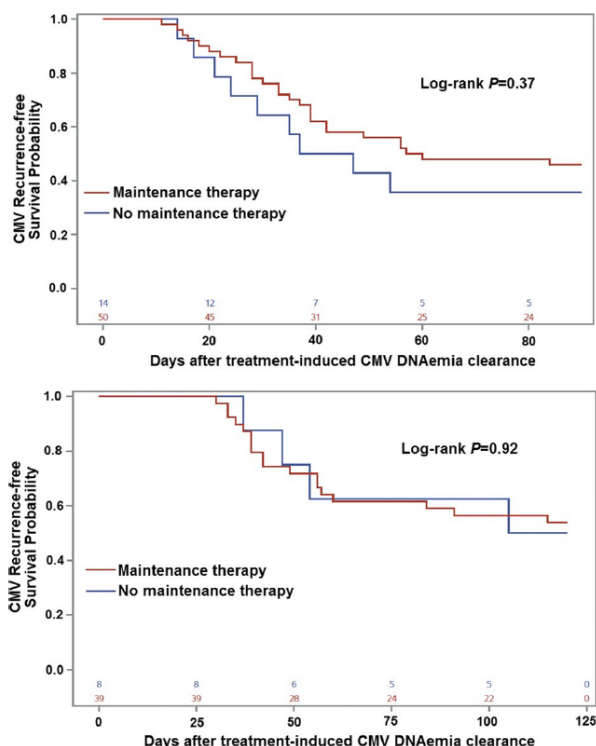 1.0
0.8
0.6
0.4
0.2
0.0
CMV Recurrence-free
Survival Probability
Log-rank P=0.37
Maintenance therapy
No maintenance therapy
14 12 7 5 5
50 45 31 25 24
0 20 40 60 80
Days after treatment-induced CMV DNAemia clearance
1.0
0.8
0.6
0.4
0.2
0.0
CMV Recurrence-free
Survival Probability
Log-rank P=0.92
Maintenance therapy
No maintenance therapy
8 8 6 5 5 0
39 39 28 24 22 0
0 25 50 75 100 125
Days after treatment-induced CMV DNAemia clearance